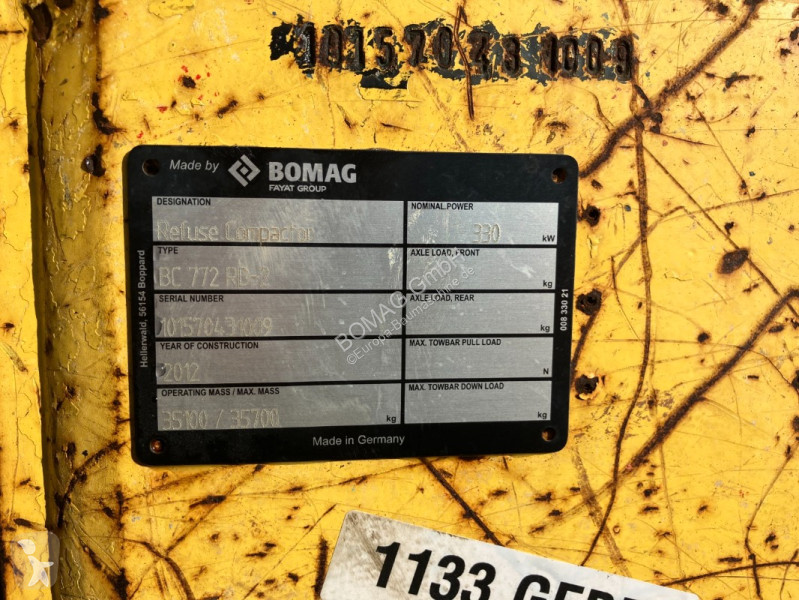 101570431009
Made by BOMAG
FAYAT GROUP
DESIGNATION
Refuse Compactor
NOMINAL POWER
330 kW
TYPE
BC 772 RB-2
AXLE LOAD, FRONT
kg
SERIAL NUMBER
101570431009
AXLE LOAD, REAR
kg
YEAR OF CONSTRUCTION
2012
MAX. TOWBAR PULL LOAD
N
OPERATING MASS / MAX. MASS
35100 / 35700 kg
MAX. TOWBAR DOWN LOAD
kg
Made in Germany
Hellerwald, 56154 Boppard
008 330 21
BOMAG GmbH
©Europa-Baumaschine.de
1133